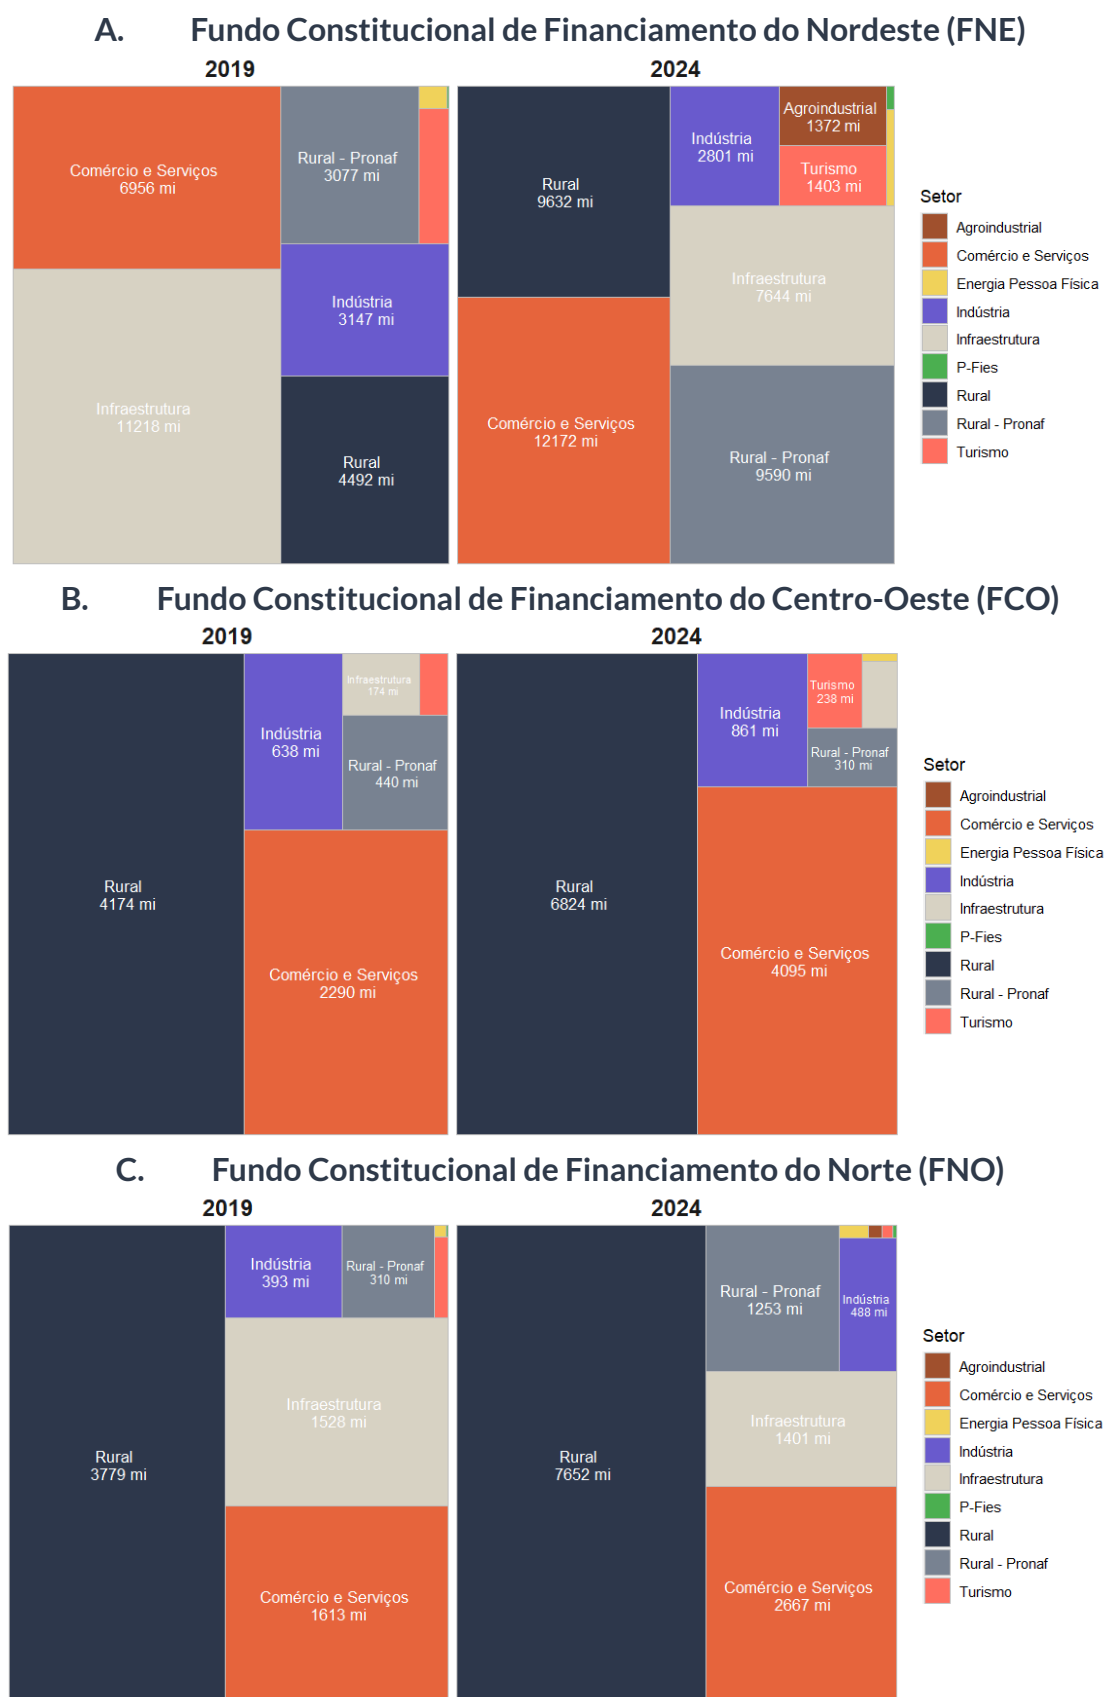 A. Fundo Constitucional de Financiamento do Nordeste (FNE)
2019
2024
Comércio e Serviços
6956 mi
Rural - Pronaf
3077 mi
Indústria
3147 mi
Infraestrutura
11218 mi
Rural
4492 mi
Rural
9632 mi
Indústria
2801 mi
Agroindustrial
1372 mi
Turismo
1403 mi
Infraestrutura
7644 mi
Comércio e Serviços
12172 mi
Rural - Pronaf
9590 mi
Setor
Agroindustrial
Comércio e Serviços
Energia Pessoa Física
Indústria
Infraestrutura
P-Fies
Rural
Rural - Pronaf
Turismo
B. Fundo Constitucional de Financiamento do Centro-Oeste (FCO)
2019
2024
Rural
4174 mi
Indústria
638 mi
Infraestrutura
174 mi
Rural - Pronaf
440 mi
Comércio e Serviços
2290 mi
Rural
6824 mi
Indústria
861 mi
Turismo
238 mi
Rural - Pronaf
310 mi
Comércio e Serviços
4095 mi
Setor
Agroindustrial
Comércio e Serviços
Energia Pessoa Física
Indústria
Infraestrutura
P-Fies
Rural
Rural - Pronaf
Turismo
C. Fundo Constitucional de Financiamento do Norte (FNO)
2019
2024
Rural
3779 mi
Indústria
393 mi
Rural - Pronaf
310 mi
Infraestrutura
1528 mi
Comércio e Serviços
1613 mi
Rural
7652 mi
Rural - Pronaf
1253 mi
Indústria
488 mi
Infraestrutura
1401 mi
Comércio e Serviços
2667 mi
Setor
Agroindustrial
Comércio e Serviços
Energia Pessoa Física
Indústria
Infraestrutura
P-Fies
Rural
Rural - Pronaf
Turismo